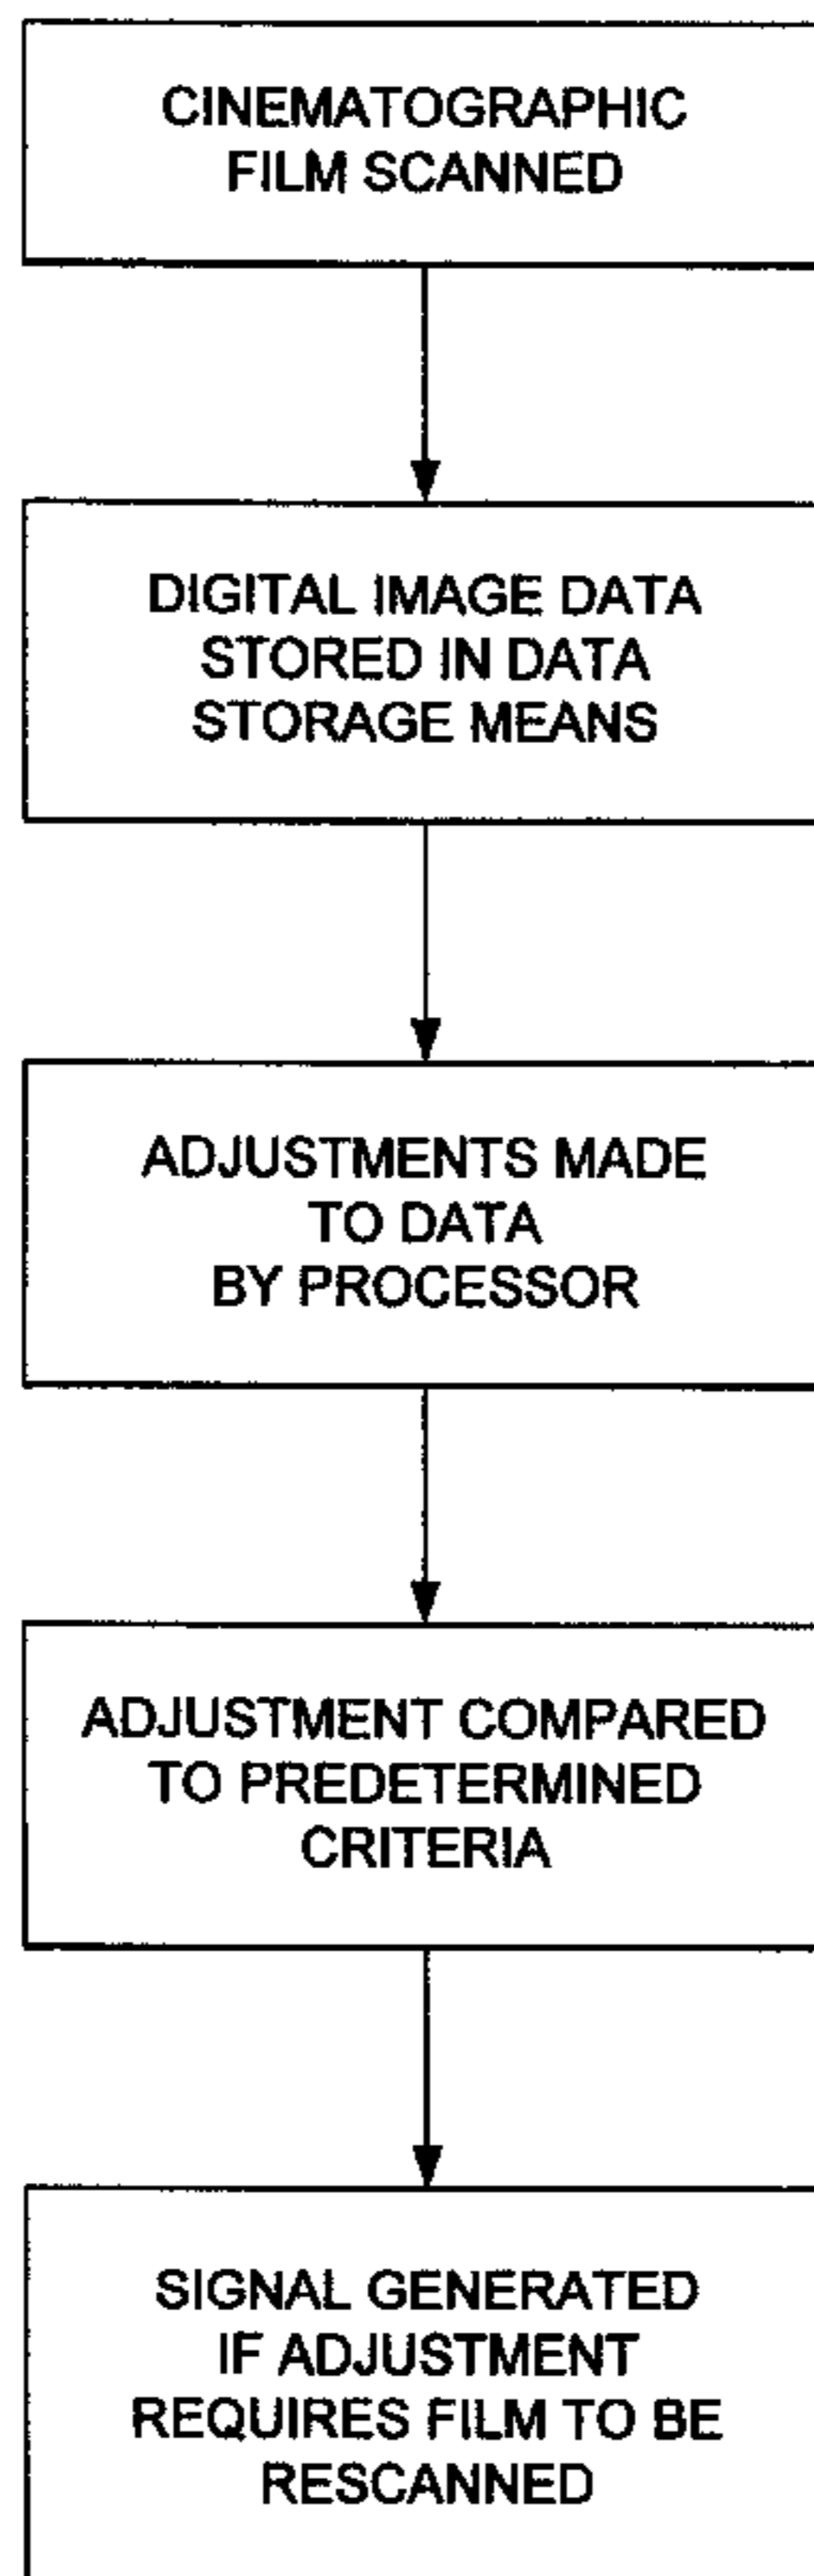 CINEMATOGRAPHIC
FILM SCANNED
DIGITAL IMAGE DATA
STORED IN DATA
STORAGE MEANS
ADJUSTMENTS MADE
TO DATA
BY PROCESSOR
ADJUSTMENT COMPARED
TO PREDETERMINED
CRITERIA
SIGNAL GENERATED
IF ADJUSTMENT
REQUIRES FILM TO BE
RESCANNED